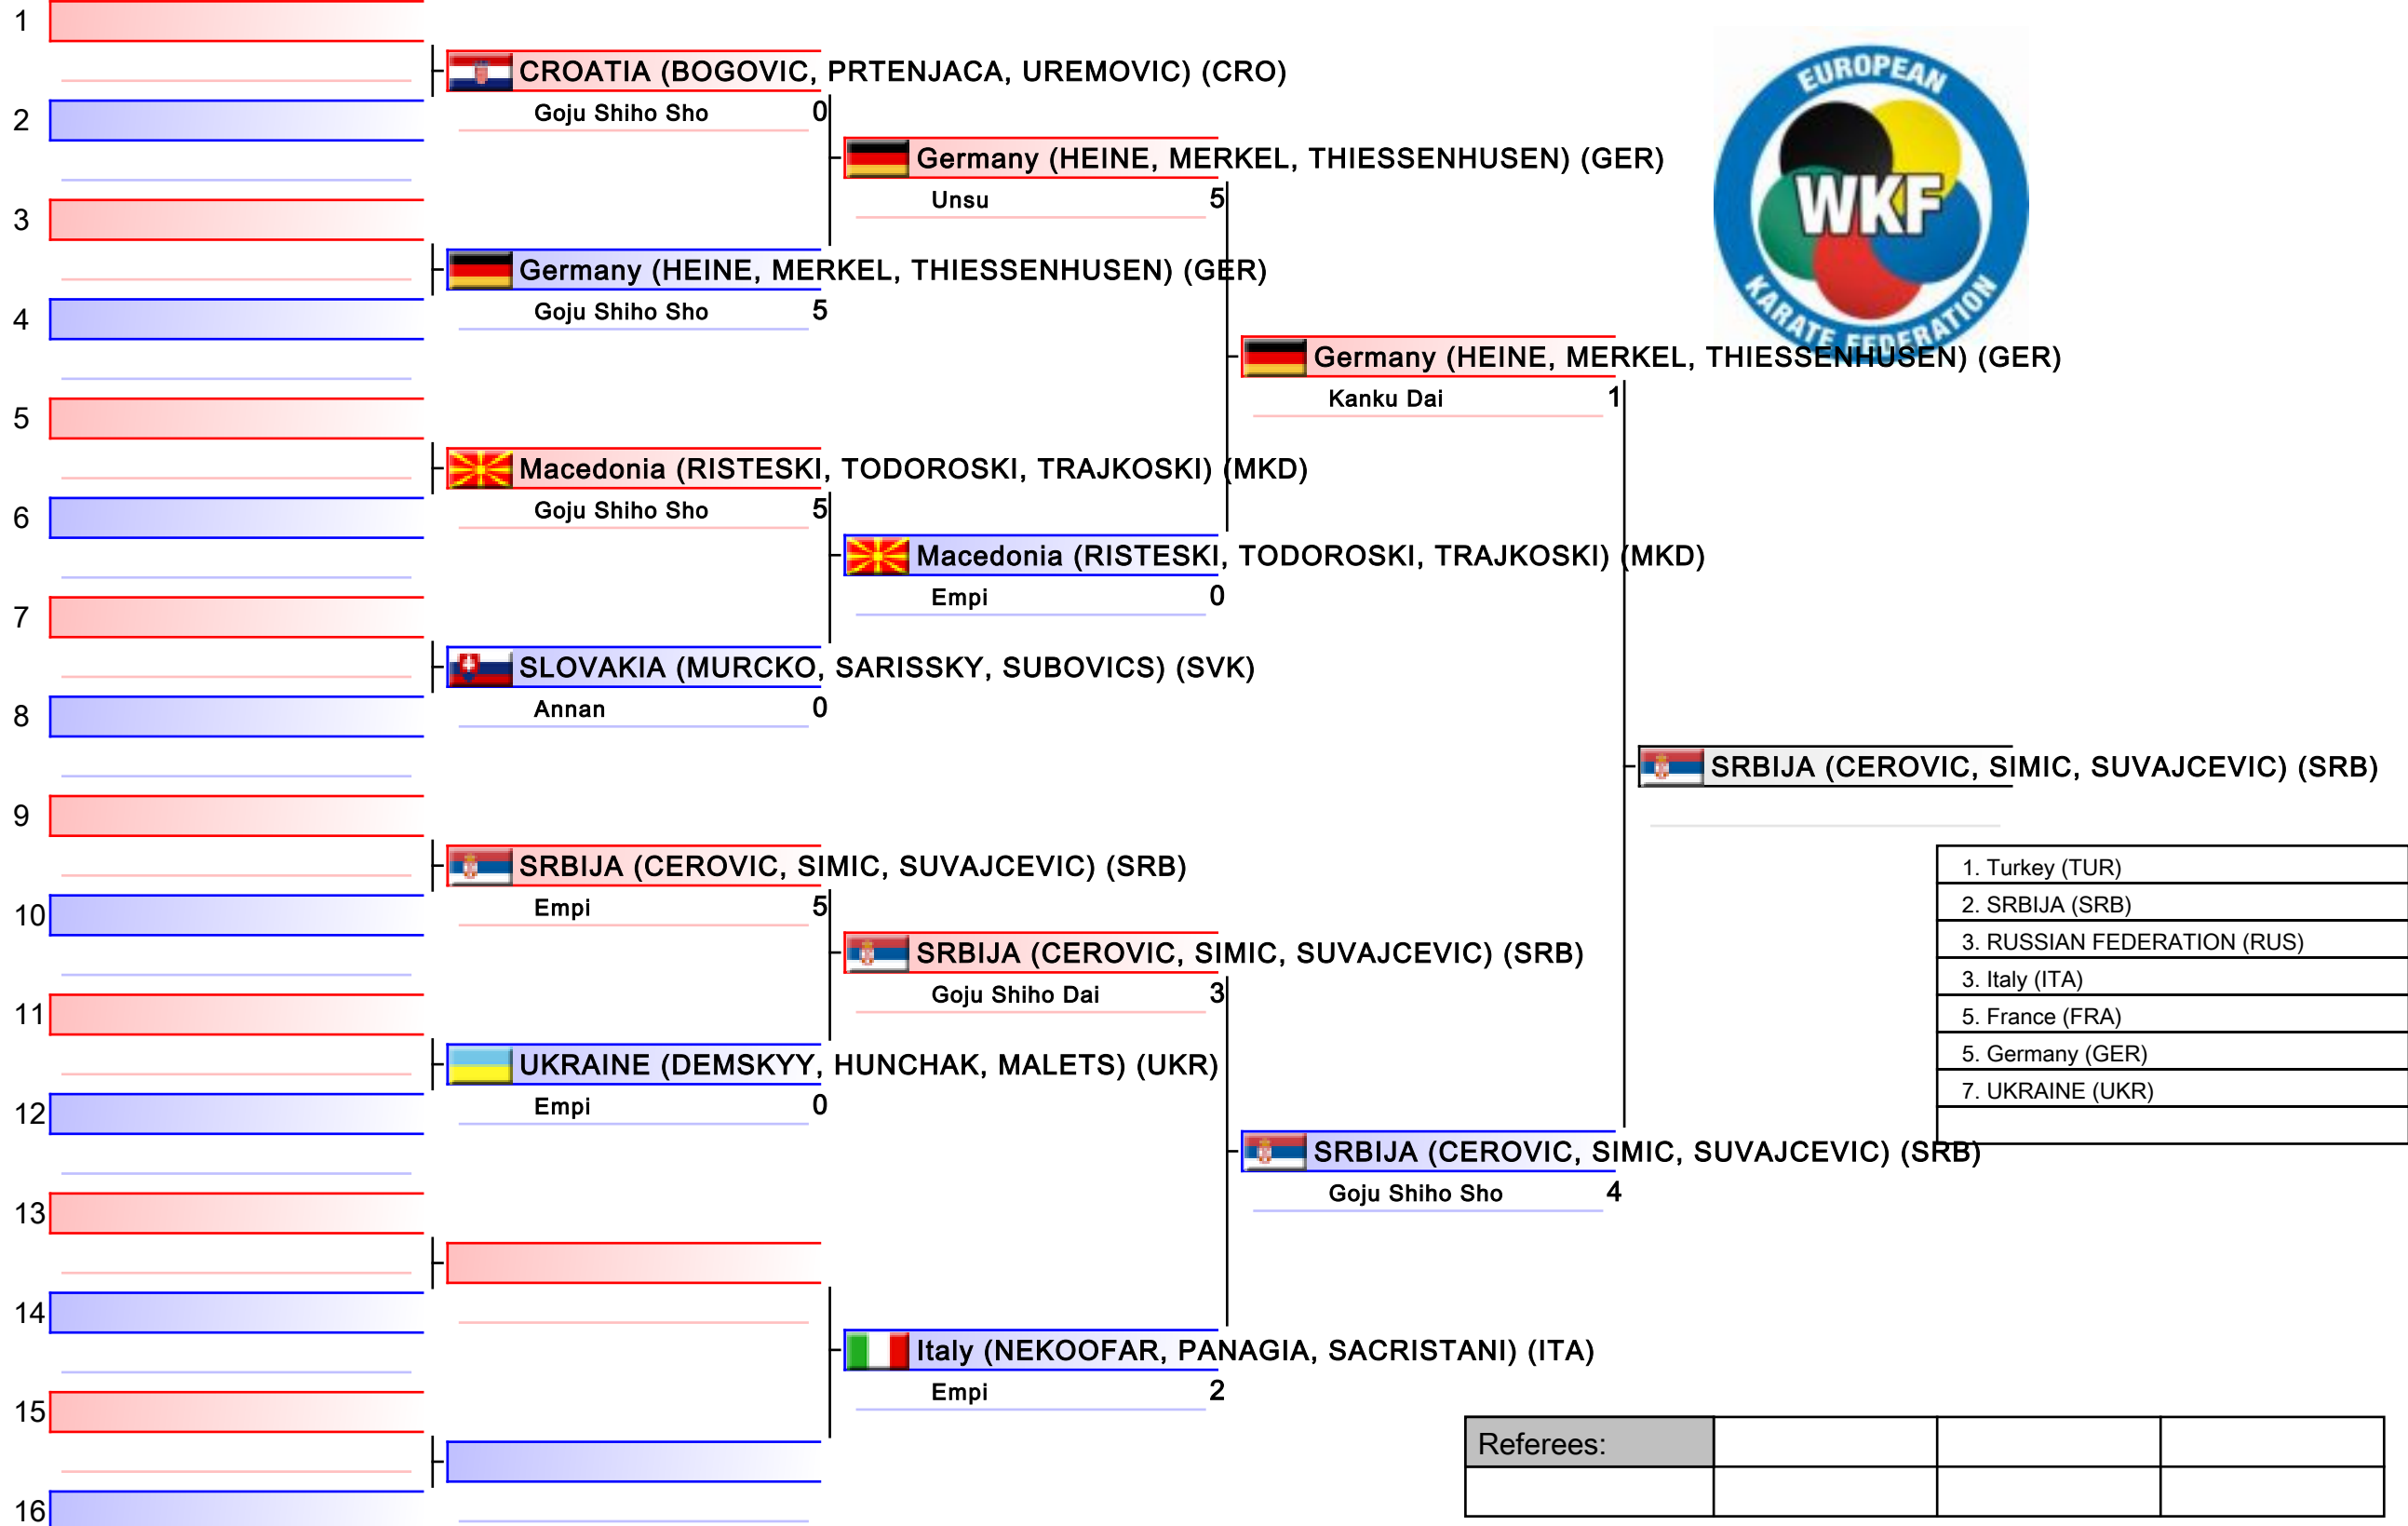 1
CROATIA (BOGOVIC, PRTENJACA, UREMOVIC) (CRO)
Goju Shiho Sho 0
2
Germany (HEINE, MERKEL, THIESSENHUSEN) (GER)
Unsu 5
3
Germany (HEINE, MERKEL, THIESSENHUSEN) (GER)
Goju Shiho Sho 5
4
EUROPEAN
WKF
KARATE FEDERATION
Germany (HEINE, MERKEL, THIESSENHUSEN) (GER)
Kanku Dai 1
5
Macedonia (RISTESKI, TODOROSKI, TRAJKOSKI) (MKD)
Goju Shiho Sho 5
6
Macedonia (RISTESKI, TODOROSKI, TRAJKOSKI) (MKD)
Empi 0
7
SLOVAKIA (MURCKO, SARISSKY, SUBOVICS) (SVK)
Annan 0
8
SRBIJA (CEROVIC, SIMIC, SUVAJCEVIC) (SRB)
9
SRBIJA (CEROVIC, SIMIC, SUVAJCEVIC) (SRB)
Empi 5
10
SRBIJA (CEROVIC, SIMIC, SUVAJCEVIC) (SRB)
Goju Shiho Dai 3
11
UKRAINE (DEMSKYY, HUNCHAK, MALETS) (UKR)
Empi 0
12
1. Turkey (TUR)
2. SRBIJA (SRB)
3. RUSSIAN FEDERATION (RUS)
3. Italy (ITA)
5. France (FRA)
5. Germany (GER)
7. UKRAINE (UKR)
SRBIJA (CEROVIC, SIMIC, SUVAJCEVIC) (SRB)
Goju Shiho Sho 4
13
14
Italy (NEKOOFAR, PANAGIA, SACRISTANI) (ITA)
Empi 2
15
Referees:
16